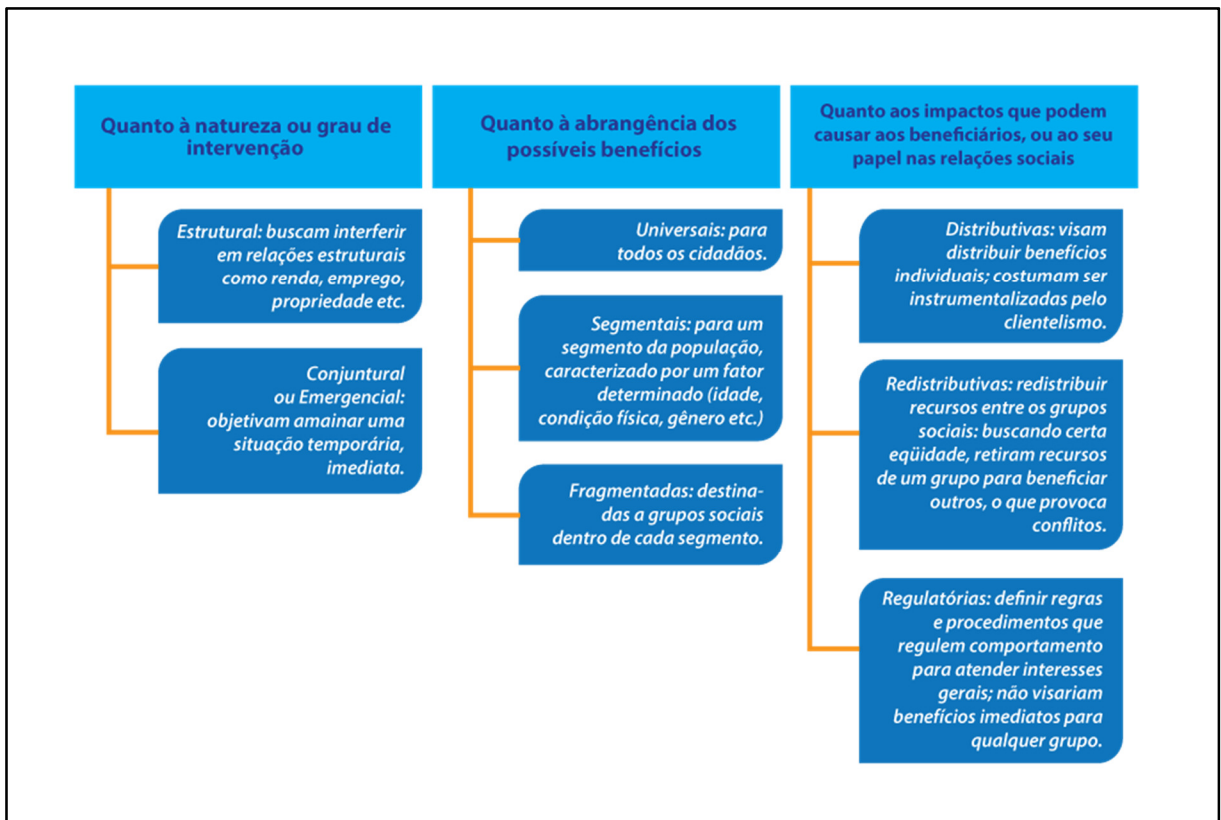 Quanto à natureza ou grau de
intervenção
Estrutural: buscam interferir
em relações estruturais
como renda, emprego,
propriedade etc.
Conjuntural
ou Emergencial:
objetivam amainar uma
situação temporária,
imediata.
Quanto à abrangência dos
possíveis benefícios
Universais: para
todos os cidadãos.
Segmentais: para um
segmento da população,
caracterizado por um fator
determinado (idade,
condição física, gênero etc.)
Fragmentadas: destina-
das a grupos sociais
dentro de cada segmento.
Quanto aos impactos que podem
causar aos beneficiários, ou ao seu
papel nas relações sociais
Distributivas: visam
distribuir benefícios
individuais; costumam ser
instrumentalizadas pelo
clientelismo.
Redistributivas: redistribuir
recursos entre os grupos
sociais: buscando certa
eqüidade, retiram recursos
de um grupo para beneficiar
outros, o que provoca
conflitos.
Regulatórias: definir regras
e procedimentos que
regulem comportamento
para atender interesses
gerais; não visariam
benefícios imediatos para
qualquer grupo.